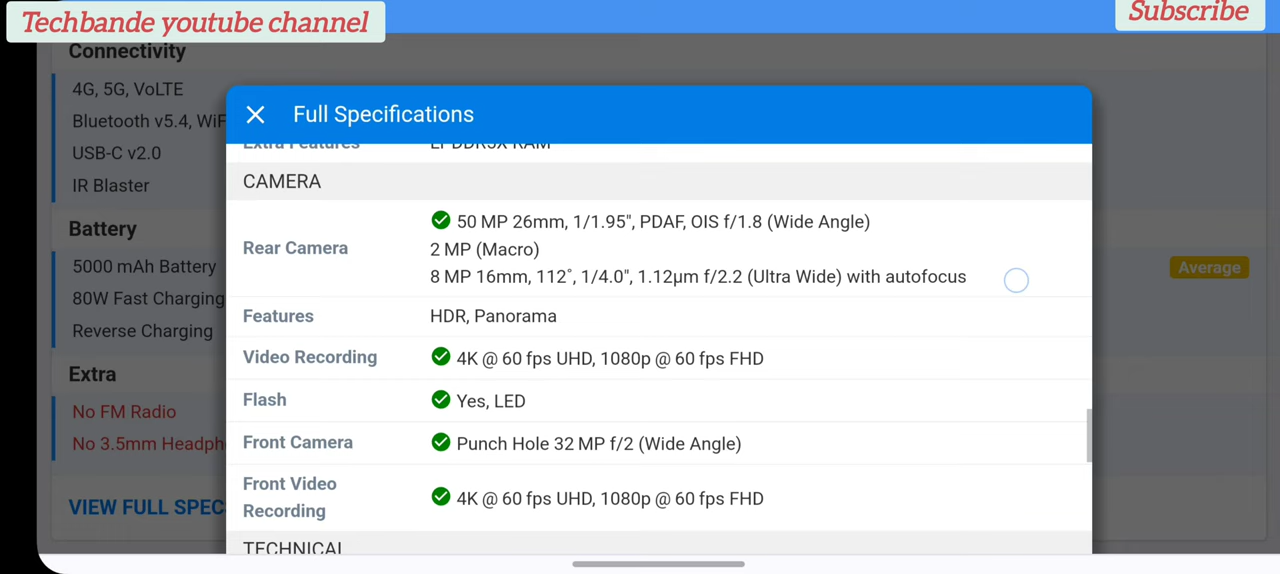 Techbande youtube channel
Subscribe
Connectivity
4G, 5G, VoLTE
Bluetooth v5.4, WiF
USB-C v2.0
IR Blaster
Battery
5000 mAh Battery
80W Fast Charging
Reverse Charging
Average
Extra
No FM Radio
No 3.5mm Headph
VIEW FULL SPECS
Full Specifications
Extra Features LPDDR5X RAM
CAMERA
Rear Camera
50 MP 26mm, 1/1.95", PDAF, OIS f/1.8 (Wide Angle)
2 MP (Macro)
8 MP 16mm, 112°, 1/4.0", 1.12µm f/2.2 (Ultra Wide) with autofocus
Features HDR, Panorama
Video Recording 4K @ 60 fps UHD, 1080p @ 60 fps FHD
Flash Yes, LED
Front Camera Punch Hole 32 MP f/2 (Wide Angle)
Front Video
Recording
4K @ 60 fps UHD, 1080p @ 60 fps FHD
TECHNICAL